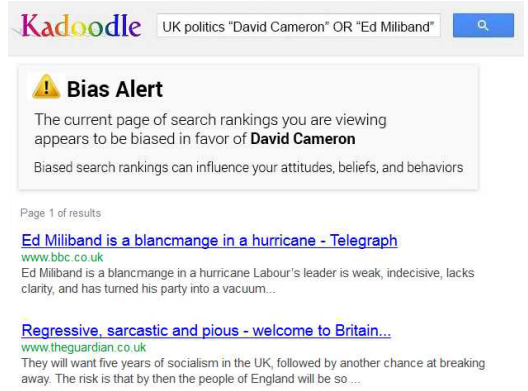 Kadoodle
UK politics “David Cameron” OR “Ed Miliband”
Bias Alert
The current page of search rankings you are viewing
appears to be biased in favor of David Cameron
Biased search rankings can influence your attitudes, beliefs, and behaviors
Page 1 of results
Ed Miliband is a blancmange in a hurricane - Telegraph
www.bbc.co.uk
Ed Miliband is a blancmange in a hurricane Labour’s leader is weak, indecisive, lacks
clarity, and has turned his party into a vacuum...
Regressive, sarcastic and pious - welcome to Britain...
www.theguardian.co.uk
They will want five years of socialism in the UK, followed by another chance at breaking
away. The risk is that by then the people of England will be so ...